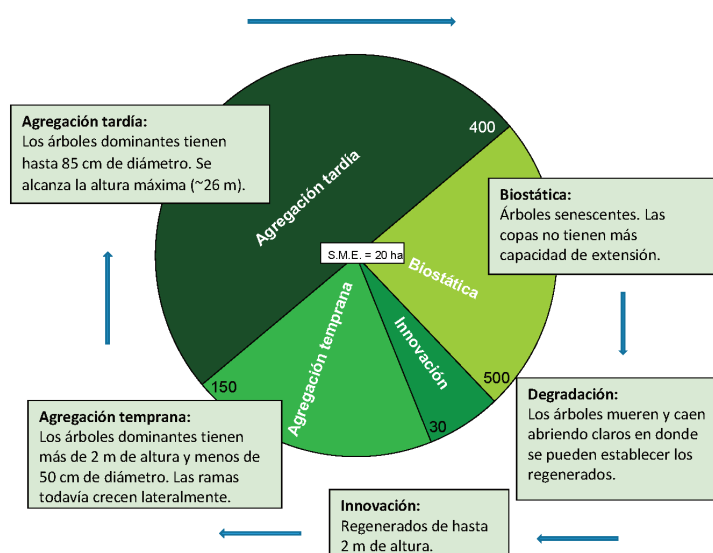 Agregación tardía:
Los árboles dominantes tienen
hasta 85 cm de diámetro. Se
alcanza la altura máxima (~26 m).
400
Agregación tardía
Biostática:
Árboles senescentes. Las
copas no tienen más
capacidad de extensión.
S.M.E. = 20 ha
Biostática
Agregación temprana
Innovación
150
500
30
Degradación:
Los árboles mueren y caen
abriendo claros en donde
se pueden establecer los
regenerados.
Agregación temprana:
Los árboles dominantes tienen
más de 2 m de altura y menos de
50 cm de diámetro. Las ramas
todavía crecen lateralmente.
Innovación:
Regenerados de hasta
2 m de altura.